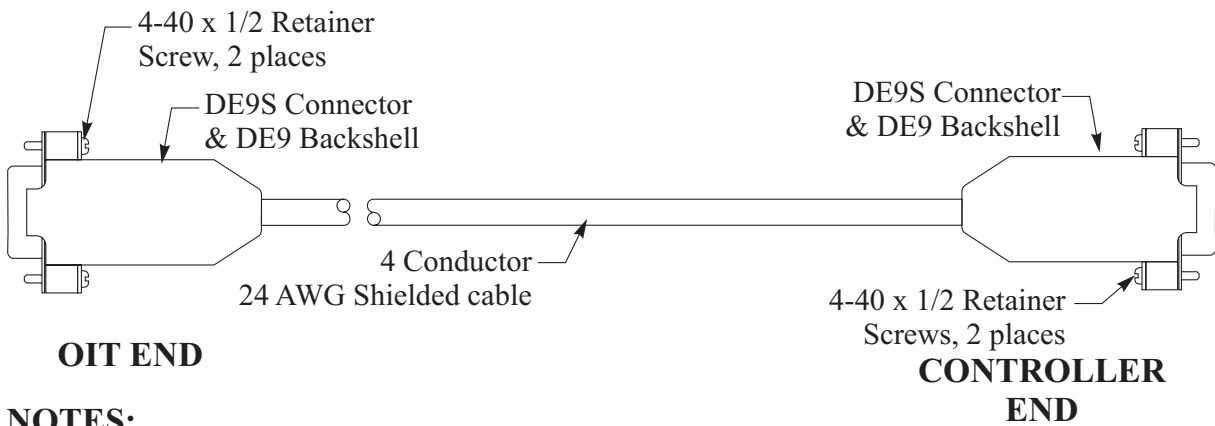 4-40 x 1/2 Retainer
Screw, 2 places
DE9S Connector
& DE9 Backshell
DE9S Connector
& DE9 Backshell
4 Conductor
24 AWG Shielded cable
4-40 x 1/2 Retainer
Screws, 2 places
OIT END
CONTROLLER
END
NOTES: